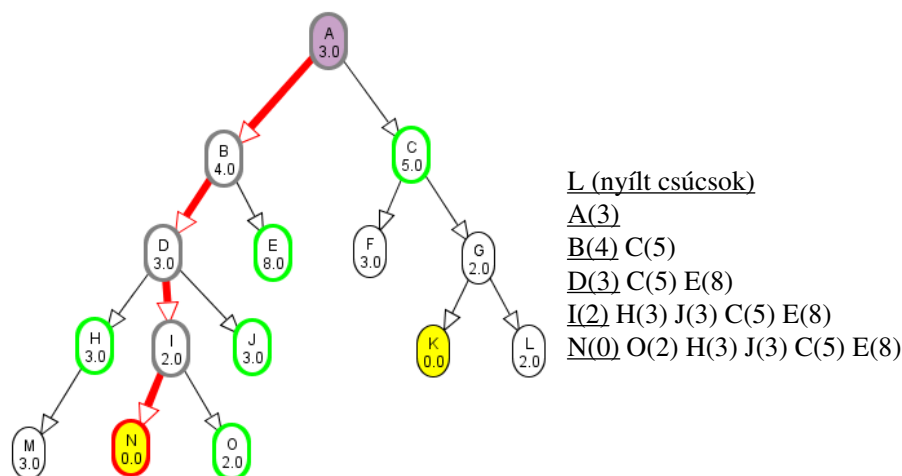 A
3.0
B
4.0
C
5.0
D
3.0
E
8.0
F
3.0
G
2.0
H
3.0
I
2.0
J
3.0
K
0.0
L
2.0
M
3.0
N
0.0
O
2.0
L (nyílt csúcsok)
A(3)
B(4) C(5)
D(3) C(5) E(8)
I(2) H(3) J(3) C(5) E(8)
N(0) O(2) H(3) J(3) C(5) E(8)